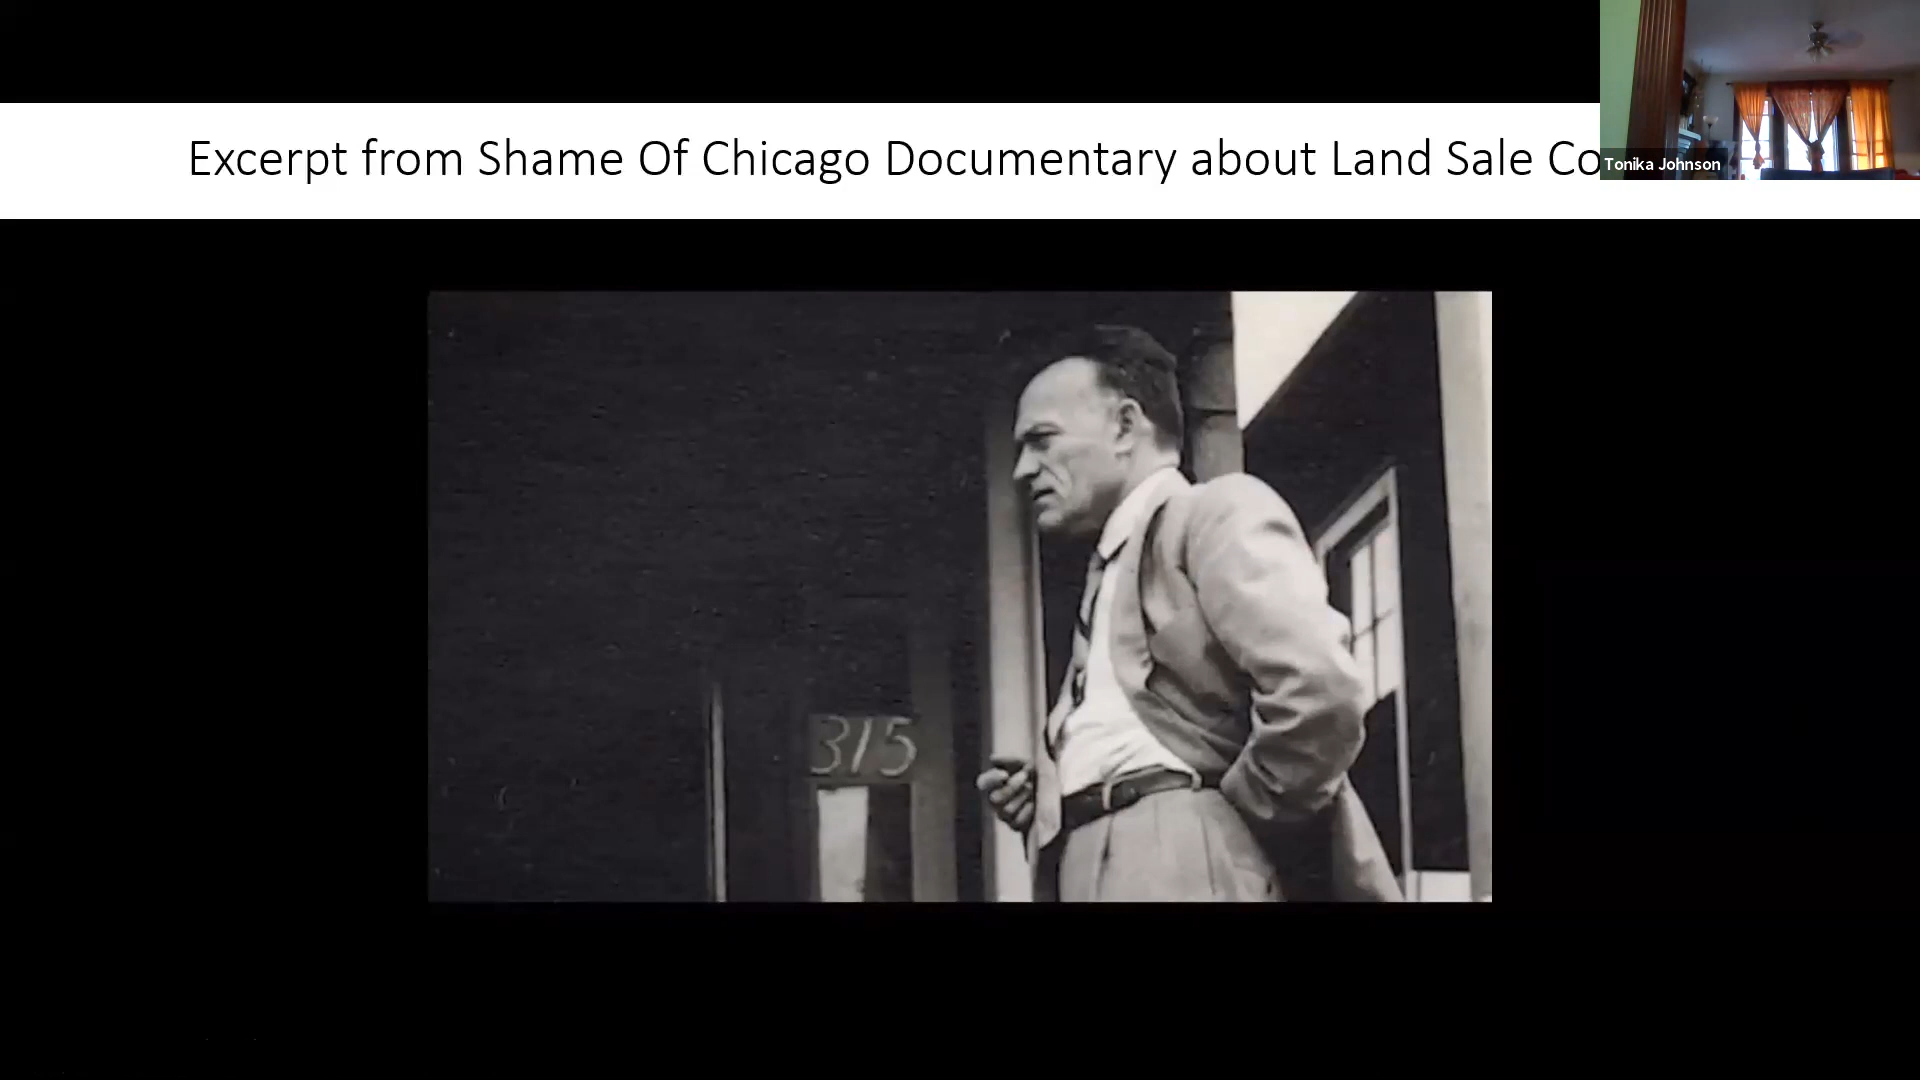 Excerpt from Shame Of Chicago Documentary about Land Sale Co
Tonika Johnson
315